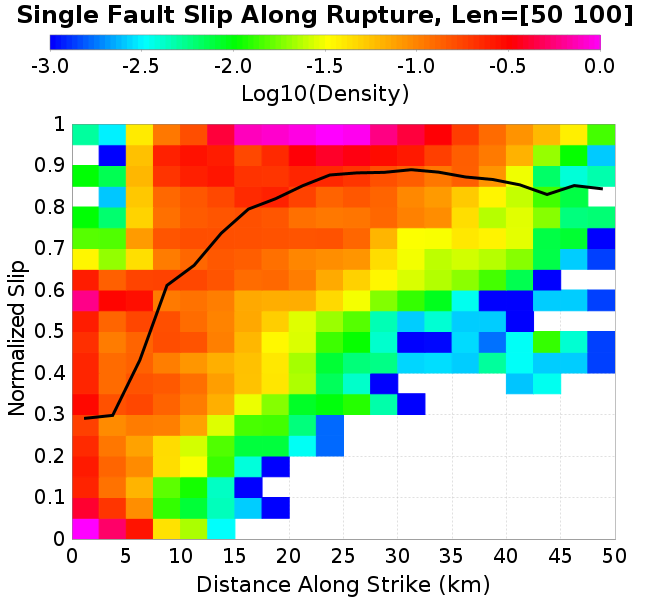 Single Fault Slip Along Rupture, Len=[50 100]
-3.0 -2.5 -2.0 -1.5 -1.0 -0.5 0.0
Log10(Density)
1
0.9
0.8
0.7
0.6
0.5
0.4
0.3
0.2
0.1
0
Normalized Slip
0 5 10 15 20 25 30 35 40 45 50
Distance Along Strike (km)